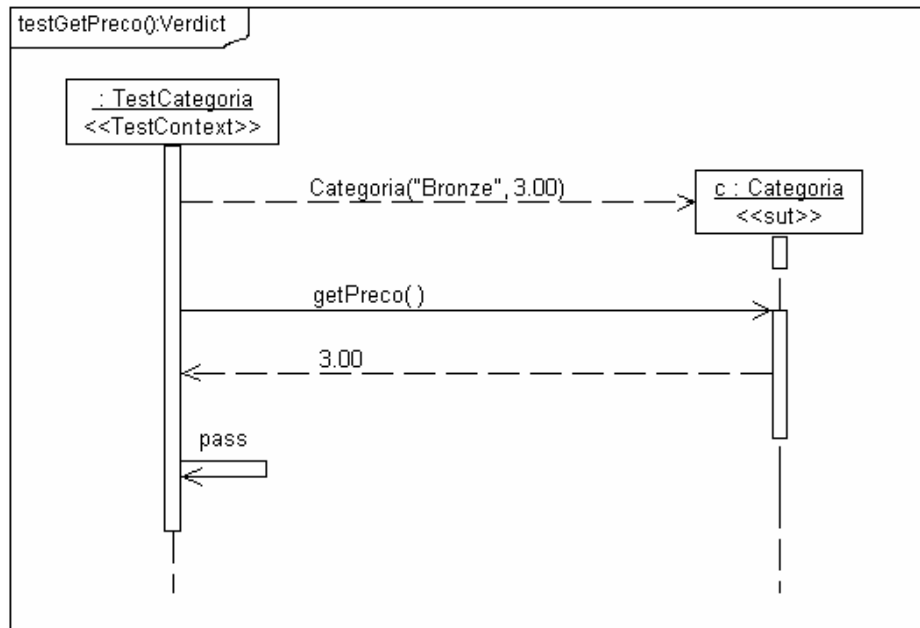 testGetPreco():Verdict
: TestCategoria
<<TestContext>>
Categoria("Bronze", 3.00)
c : Categoria
<<sut>>
getPreco( )
3.00
pass